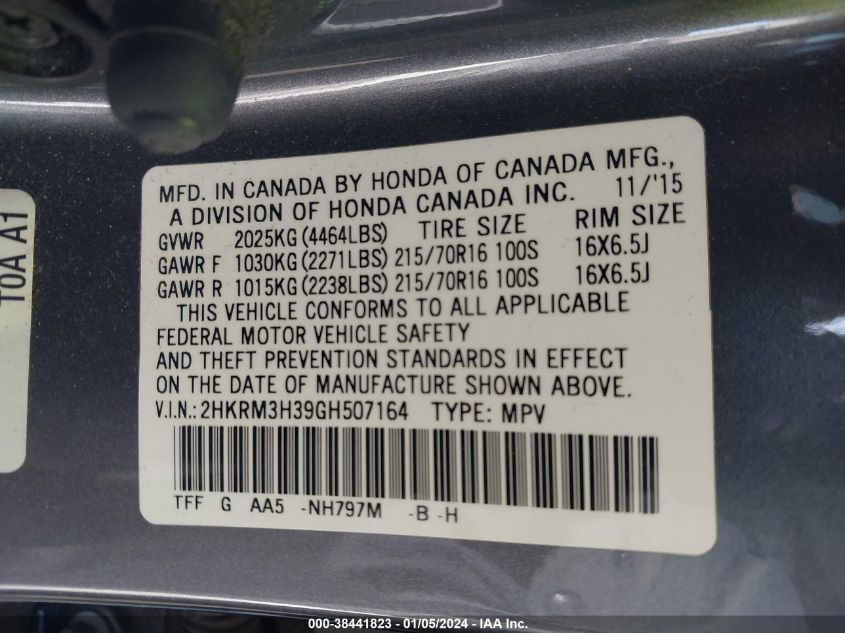 T0A A1
MFD. IN CANADA BY HONDA OF CANADA MFG.,
A DIVISION OF HONDA CANADA INC. 11/'15
GVWR 2025KG (4464LBS) TIRE SIZE RIM SIZE
GAWR F 1030KG (2271LBS) 215/70R16 100S 16X6.5J
GAWR R 1015KG (2238LBS) 215/70R16 100S 16X6.5J
THIS VEHICLE CONFORMS TO ALL APPLICABLE
FEDERAL MOTOR VEHICLE SAFETY
AND THEFT PREVENTION STANDARDS IN EFFECT
ON THE DATE OF MANUFACTURE SHOWN ABOVE.
V.I.N.: 2HKRM3H39GH507164 TYPE: MPV
TFF G AA5 -NH797M -B -H
000-38441823 - 01/05/2024 - IAA Inc.